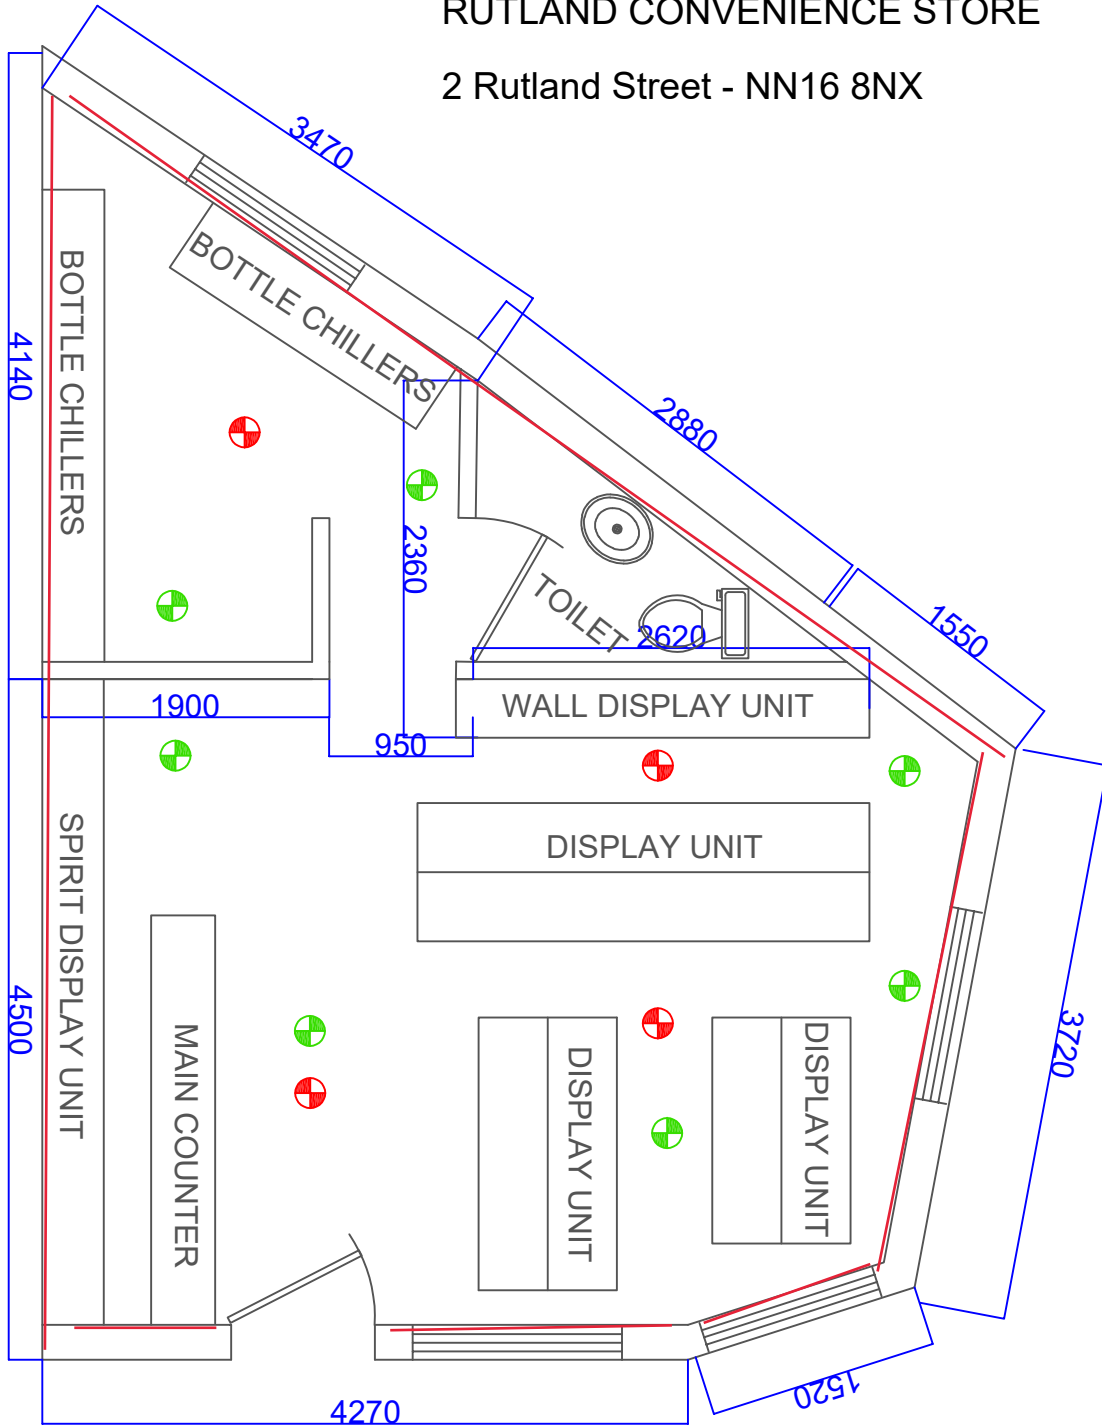 RUTLAND CONVENIENCE STORE
2 Rutland Street - NN16 8NX
3470
BOTTLE CHILLERS
BOTTLE CHILLERS
4140
2880
2360
TOILET
2620
1550
1900
950
WALL DISPLAY UNIT
DISPLAY UNIT
SPIRIT DISPLAY UNIT
4500
MAIN COUNTER
DISPLAY UNIT
DISPLAY UNIT
3720
1520
4270